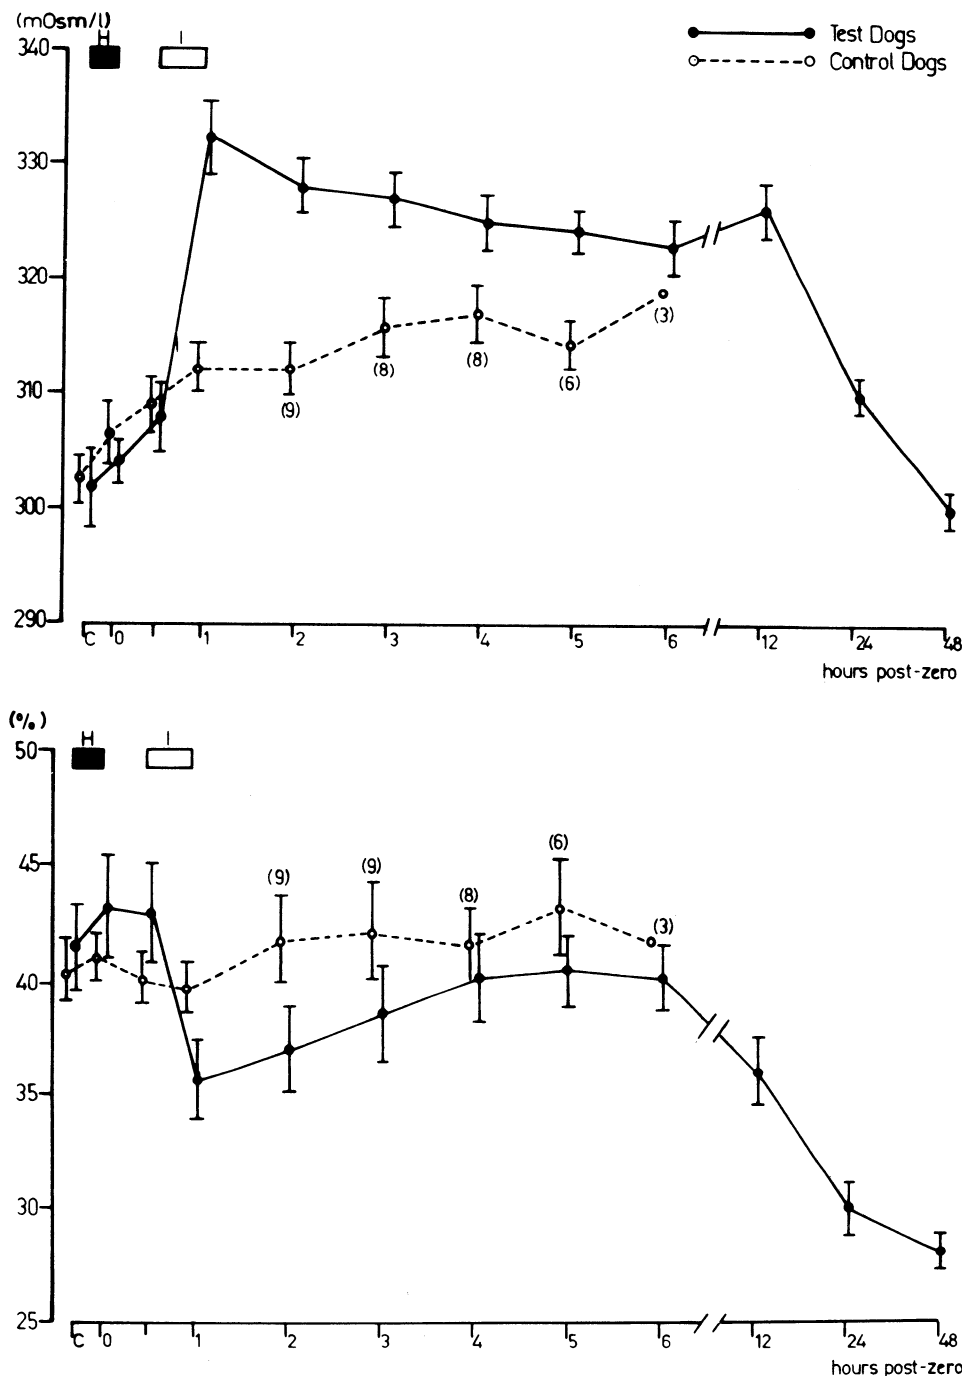 (mOsm/l)
H I
Test Dogs
Control Dogs
340
330
320
310
300
290
(9)
(8)
(8)
(6)
(3)
C 0 1 2 3 4 5 6 12 24 48
hours post-zero
(%)
H I
50
45
40
35
30
25
(9)
(9)
(8)
(6)
(3)
C 0 1 2 3 4 5 6 12 24 48
hours post-zero